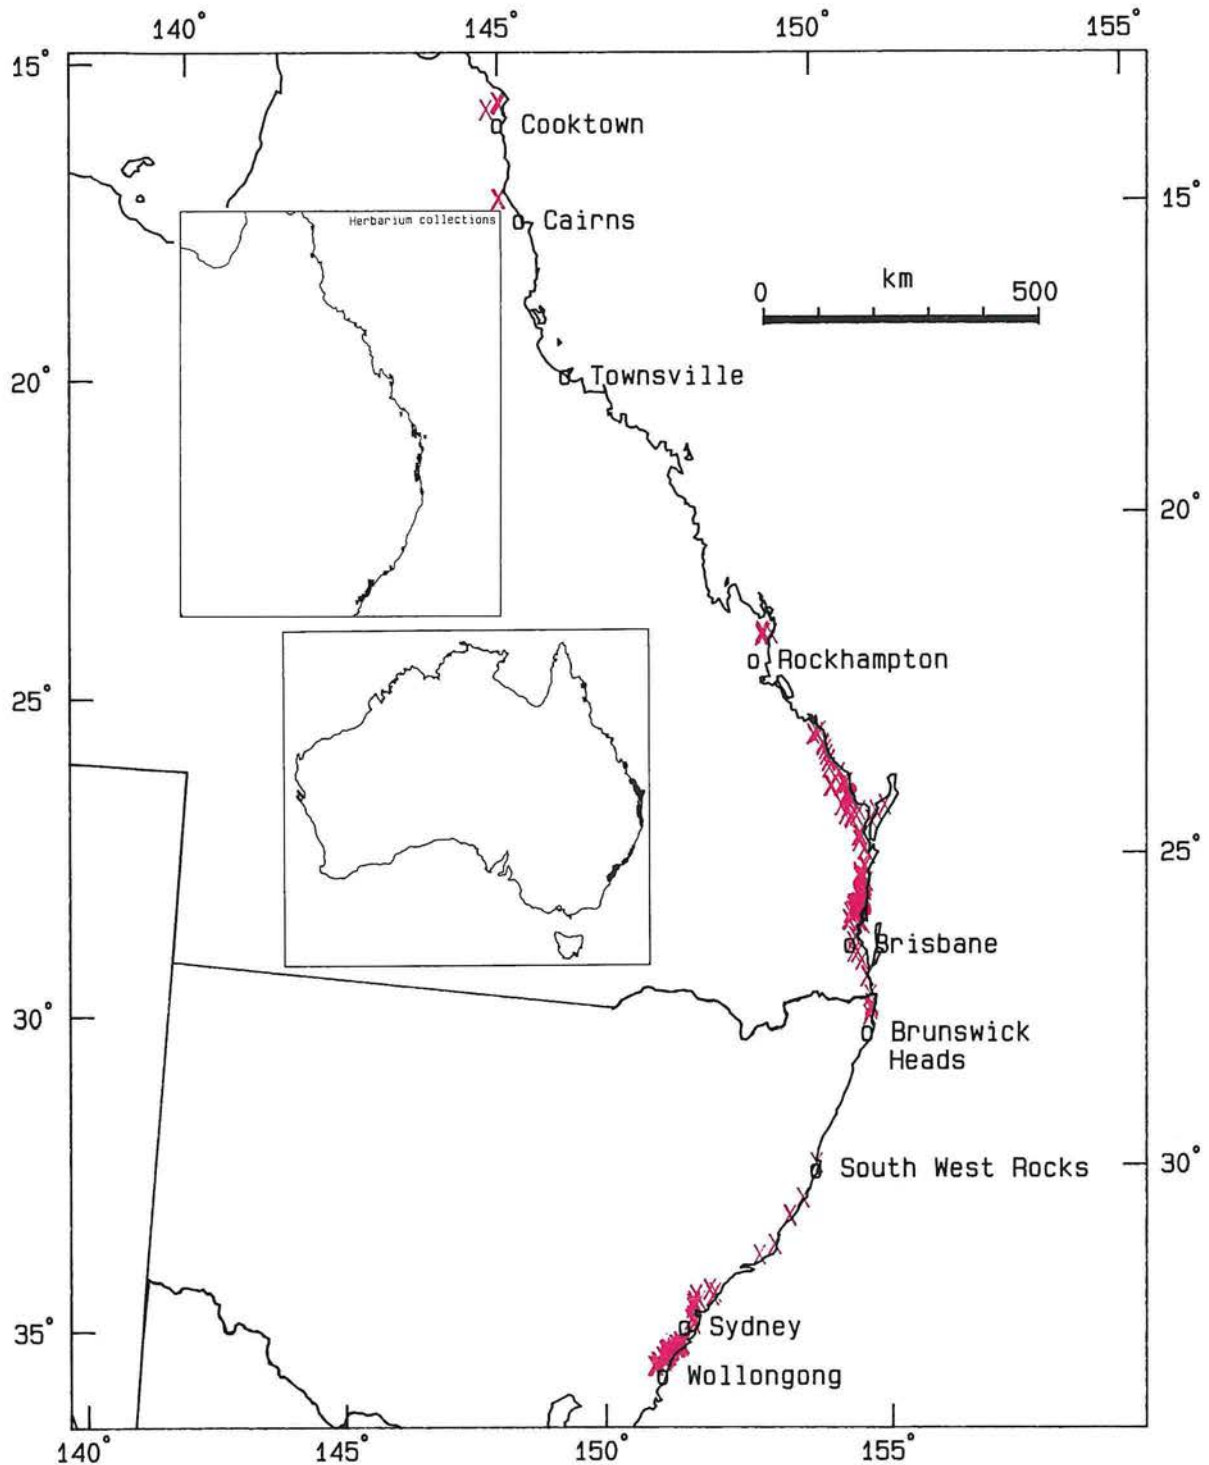 140° 145° 150° 155°
15°
Cooktown
15°
Herbarium collections
Cairns
km
0 500
Townsville
20°
20°
Rockhampton
25°
25°
Brisbane
30°
Brunswick
Heads
South West Rocks
30°
Sydney
35°
Wollongong
140° 145° 150° 155°